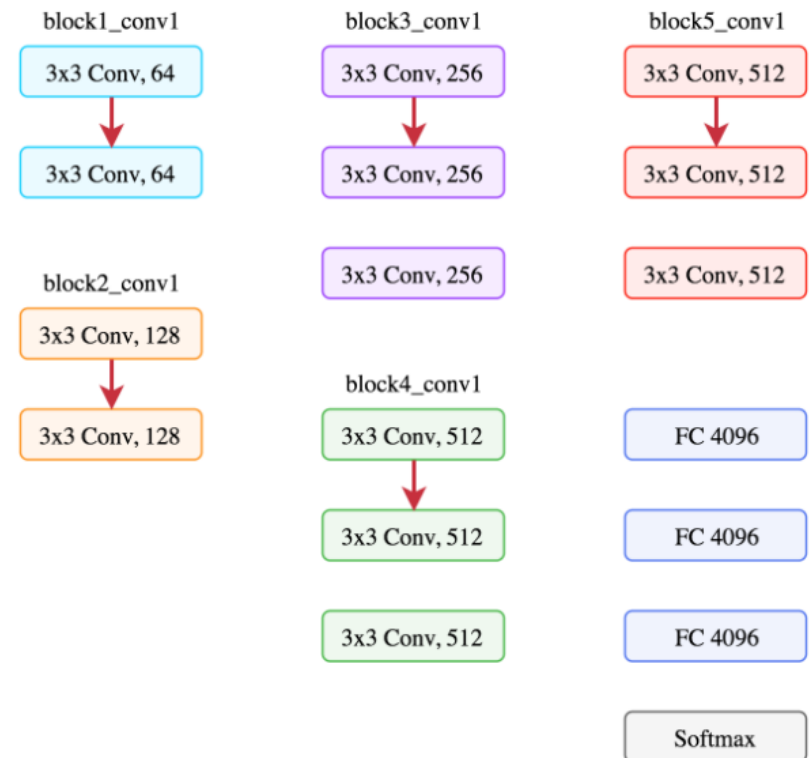 block1_conv1
3x3 Conv, 64
3x3 Conv, 64
block2_conv1
3x3 Conv, 128
3x3 Conv, 128
block3_conv1
3x3 Conv, 256
3x3 Conv, 256
3x3 Conv, 256
block4_conv1
3x3 Conv, 512
3x3 Conv, 512
3x3 Conv, 512
block5_conv1
3x3 Conv, 512
3x3 Conv, 512
3x3 Conv, 512
FC 4096
FC 4096
FC 4096
Softmax